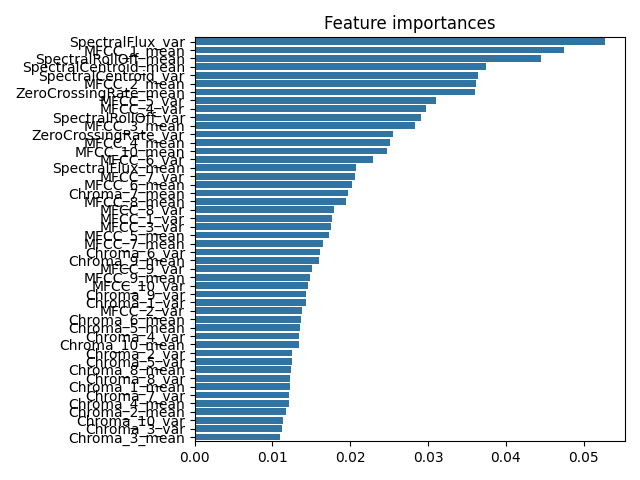 Feature importances
SpectralFlux_var
MFCC_1_mean
SpectralRollOff_mean
SpectralCentroid_mean
SpectralCentroid_var
MFCC_2_mean
ZeroCrossingRate_mean
MFCC_5_var
MFCC_4_var
SpectralRollOff_var
MFCC_3_mean
ZeroCrossingRate_var
MFCC_4_mean
MFCC_10_mean
MFCC_6_var
SpectralFlux_mean
MFCC_7_var
MFCC_6_mean
Chroma_7_mean
MFCC_8_mean
MFCC_8_var
MFCC_1_var
MFCC_3_var
MFCC_5_mean
MFCC_7_mean
Chroma_6_var
Chroma_9_mean
MFCC_9_var
MFCC_9_mean
MFCC_10_var
Chroma_9_var
Chroma_1_var
MFCC_2_var
Chroma_6_mean
Chroma_5_mean
Chroma_4_var
Chroma_10_mean
Chroma_2_var
Chroma_5_var
Chroma_8_mean
Chroma_8_var
Chroma_1_mean
Chroma_7_var
Chroma_4_mean
Chroma_2_mean
Chroma_10_var
Chroma_3_var
Chroma_3_mean
0.00 0.01 0.02 0.03 0.04 0.05